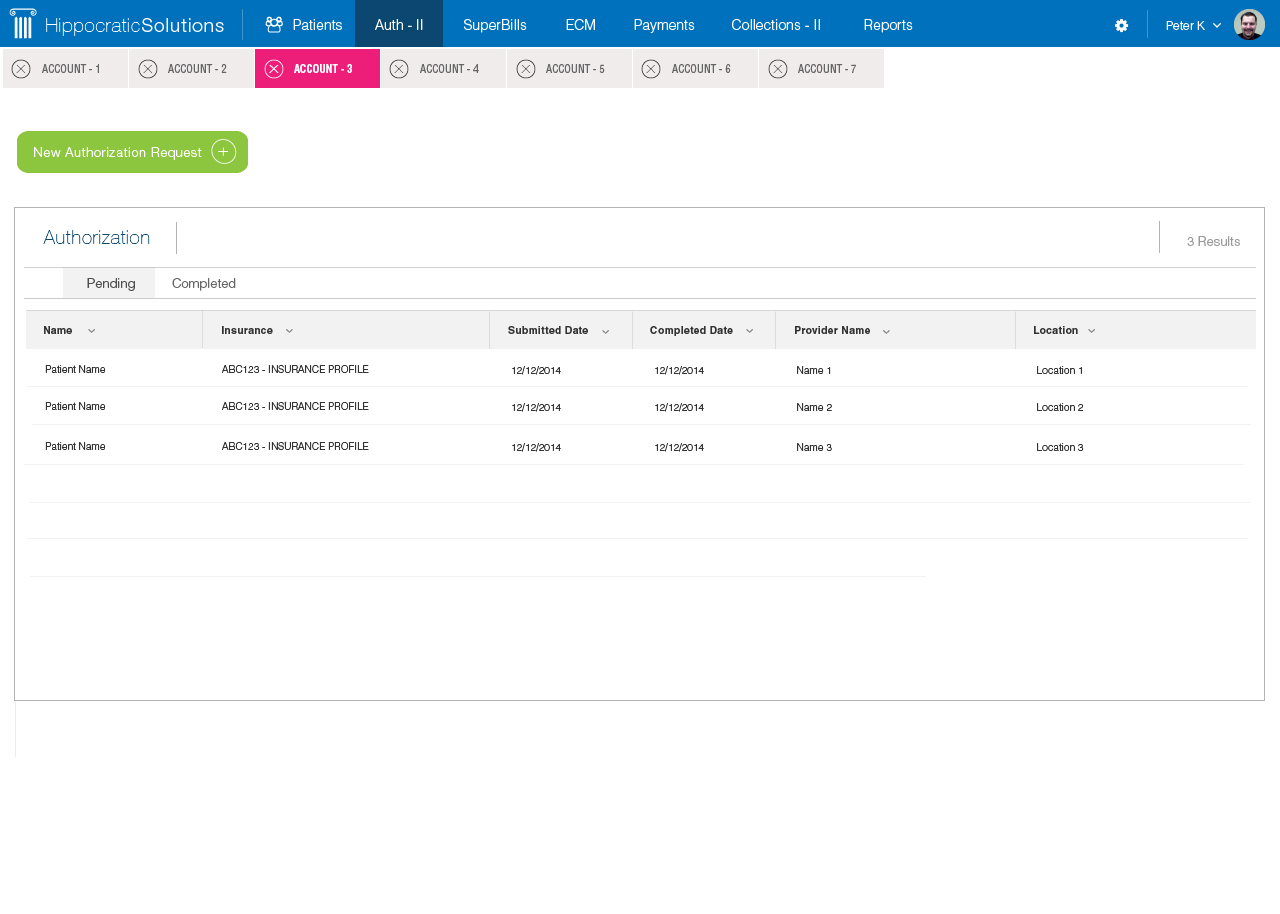 HippocraticSolutions Patients Auth - II SuperBills ECM Payments Collections - II Reports Peter K
ACCOUNT - 1 ACCOUNT - 2 ACCOUNT - 3 ACCOUNT - 4 ACCOUNT - 5 ACCOUNT - 6 ACCOUNT - 7
New Authorization Request
Authorization
3 Results
Pending Completed
Name Insurance Submitted Date Completed Date Provider Name Location
Patient Name ABC123 - INSURANCE PROFILE 12/12/2014 12/12/2014 Name 1 Location 1
Patient Name ABC123 - INSURANCE PROFILE 12/12/2014 12/12/2014 Name 2 Location 2
Patient Name ABC123 - INSURANCE PROFILE 12/12/2014 12/12/2014 Name 3 Location 3